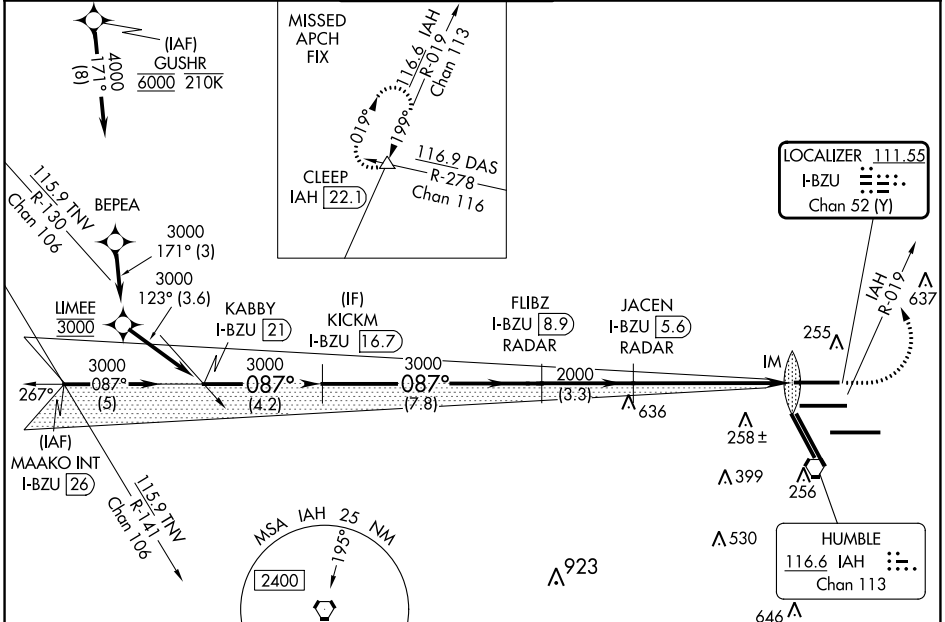 (IAF)
GUSHR
6000 210K
4000
171°
(8)
MISSED
APCH
FIX
116.6 IAH
R-019
Chan 113
019°
199°
CLEEP
IAH 22.1
116.9 DAS
R-278
Chan 116
LOCALIZER 111.55
I-BZU
Chan 52 (Y)
115.9 TNV
R-130
Chan 106
BEPEA
3000
171° (3)
3000
123° (3.6)
LIMEE
3000
KABBY
I-BZU 21
(IF)
KICKM
I-BZU 16.7
FLIBZ
I-BZU 8.9
RADAR
JACEN
I-BZU 5.6
RADAR
IAH
R-019
637
255
IM
267°
3000
087°
(5)
3000
087°
(4.2)
3000
087°
(7.8)
2000
(3.3)
636
258 ±
399
256
(IAF)
MAAKO INT
I-BZU 26
115.9 TNV
R-141
Chan 106
MSA IAH 25 NM
195°
2400
923
530
HUMBLE
116.6 IAH
Chan 113
646